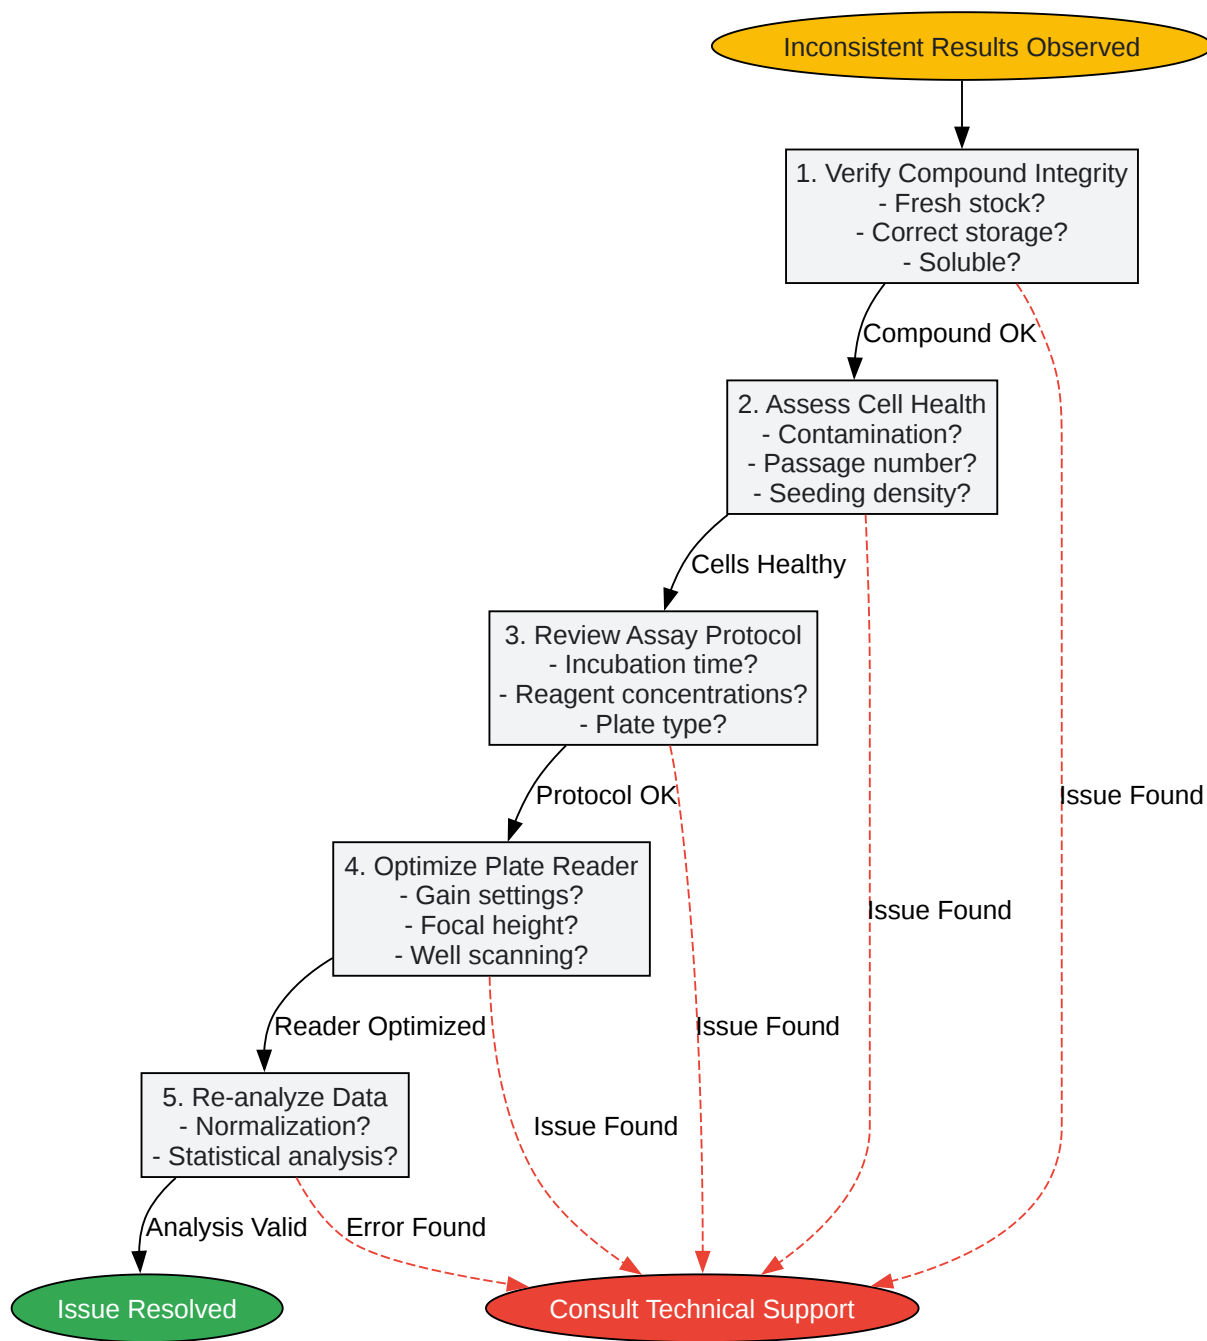 Inconsistent Results Observed
1. Verify Compound Integrity
- Fresh stock?
- Correct storage?
- Soluble?
Compound OK
2. Assess Cell Health
- Contamination?
- Passage number?
- Seeding density?
Cells Healthy
3. Review Assay Protocol
- Incubation time?
- Reagent concentrations?
- Plate type?
Protocol OK
Issue Found
4. Optimize Plate Reader
- Gain settings?
- Focal height?
- Well scanning?
Issue Found
Reader Optimized
Issue Found
5. Re-analyze Data
- Normalization?
- Statistical analysis?
Issue Found
Analysis Valid
Error Found
Issue Resolved
Consult Technical Support